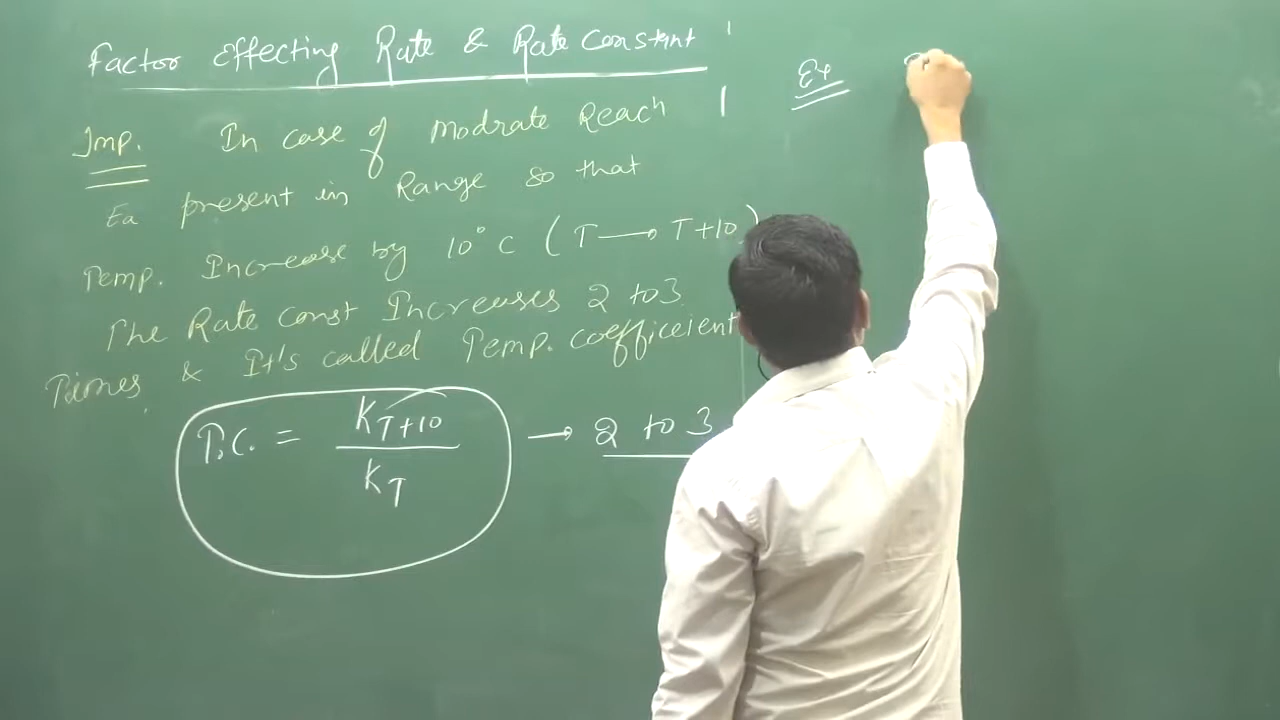 Factor Effecting Rate & Rate Constant
Imp. In case of Modrate Reach
Ea present in Range so that
Temp. Increase by 10° C ( T → T+10 )
The Rate const Increases 2 to 3
Times & It's called Temp. coefficeient
T.C. = K_{T+10} / K_T → 2 to 3
Ex